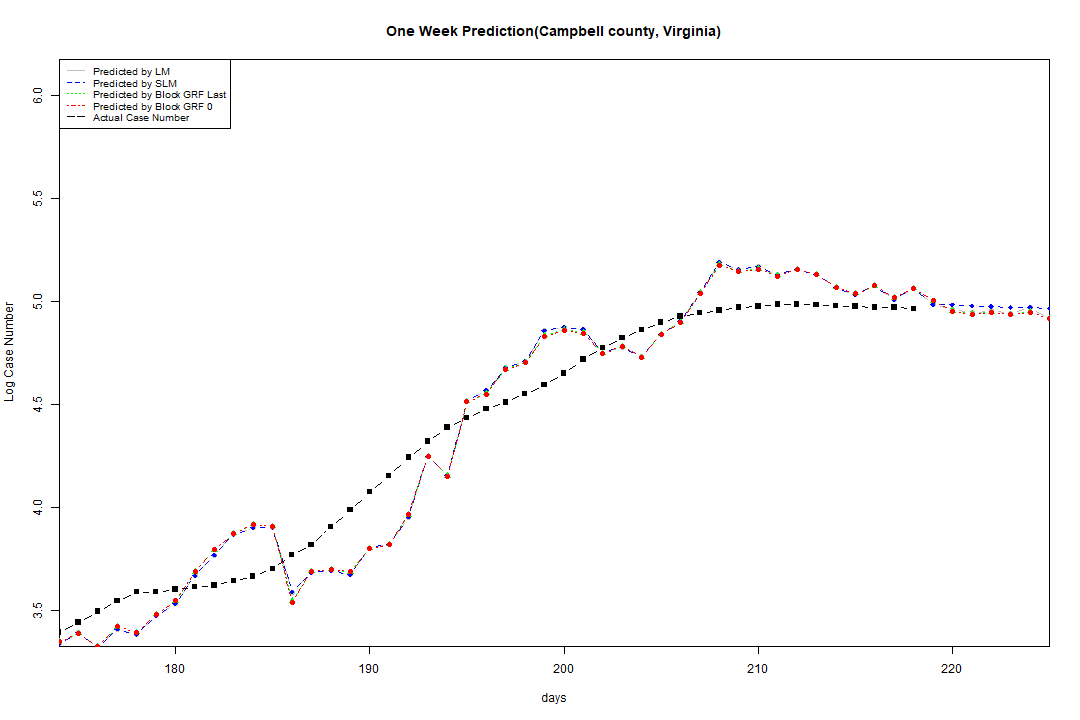 One Week Prediction(Campbell county, Virginia)
Predicted by LM
Predicted by SLM
Predicted by Block GRF Last
Predicted by Block GRF 0
Actual Case Number
6.0
5.5
5.0
4.5
4.0
3.5
Log Case Number
180 190 200 210 220
days